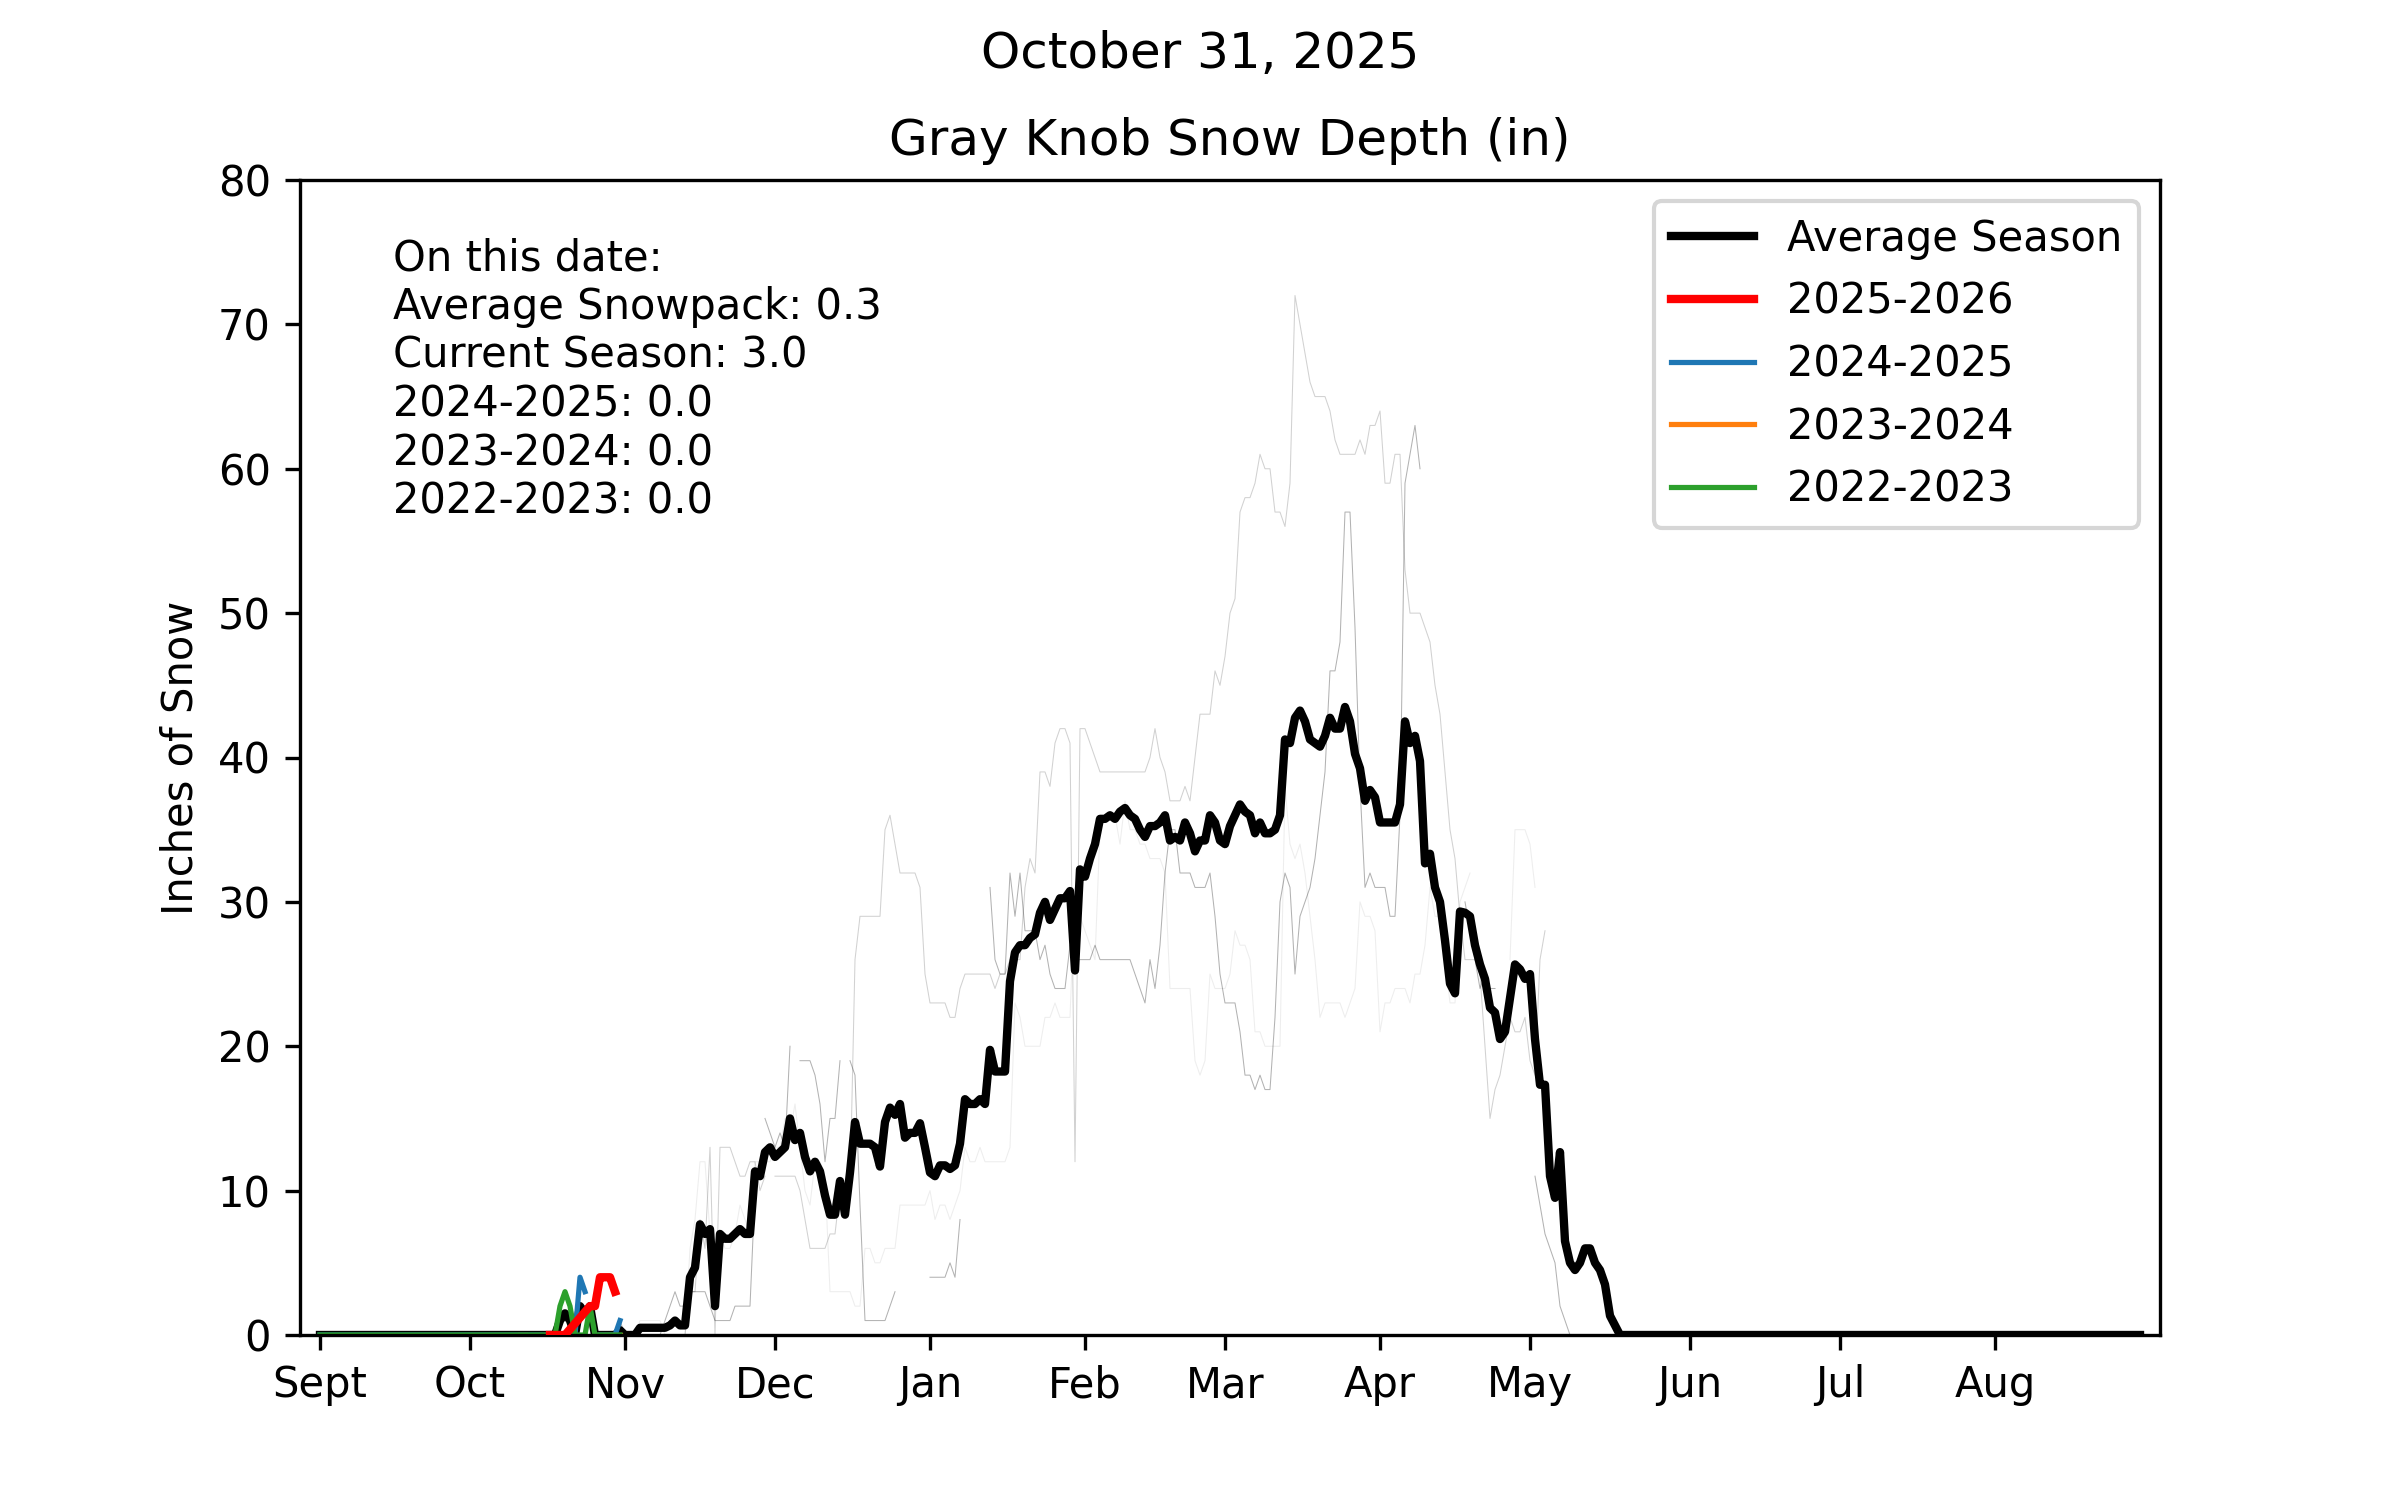 October 31, 2025
Gray Knob Snow Depth (in)
80
70
60
50
40
30
20
10
0
Inches of Snow
On this date:
Average Snowpack: 0.3
Current Season: 3.0
2024-2025: 0.0
2023-2024: 0.0
2022-2023: 0.0
Average Season
2025-2026
2024-2025
2023-2024
2022-2023
Sept Oct Nov Dec Jan Feb Mar Apr May Jun Jul Aug